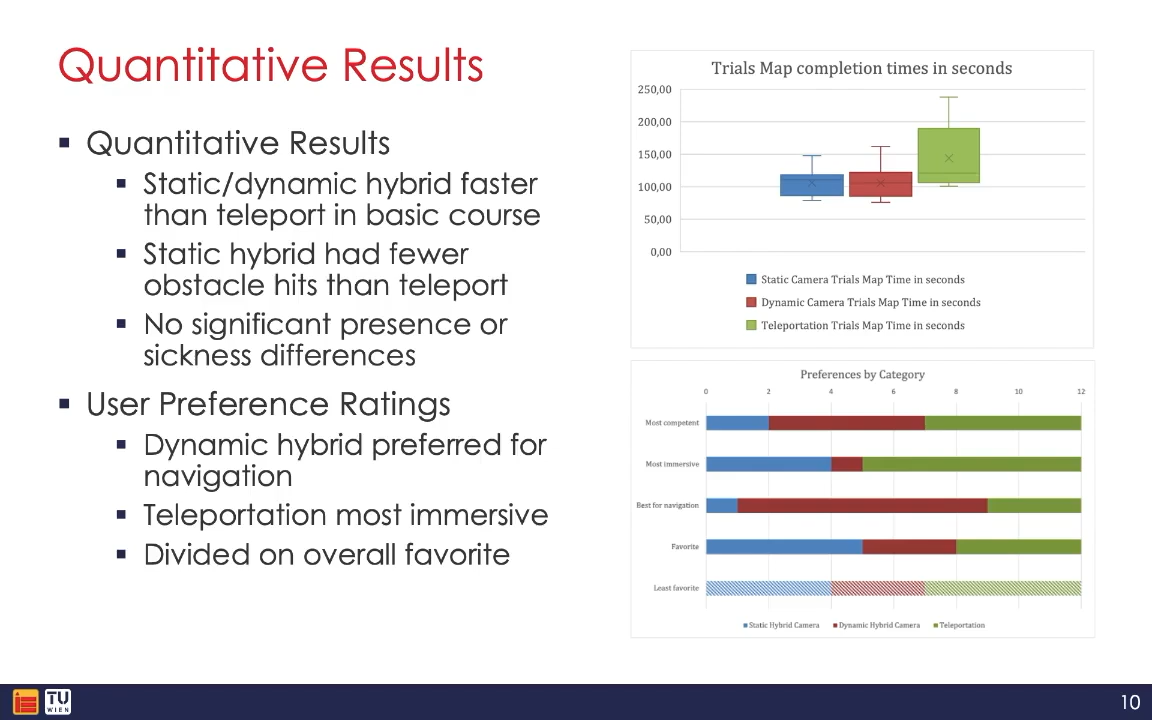 Quantitative Results
Quantitative Results
Static/dynamic hybrid faster
than teleport in basic course
Static hybrid had fewer
obstacle hits than teleport
No significant presence or
sickness differences
User Preference Ratings
Dynamic hybrid preferred for
navigation
Teleportation most immersive
Divided on overall favorite
Trials Map completion times in seconds
250,00
200,00
150,00
100,00
50,00
0,00
Static Camera Trials Map Time in seconds
Dynamic Camera Trials Map Time in seconds
Teleportation Trials Map Time in seconds
Preferences by Category
0 2 4 6 8 10 12
Most competent
Most immersive
Best for navigation
Favorite
Least favorite
Static Hybrid Camera Dynamic Hybrid Camera Teleportation
TU
WIEN
10